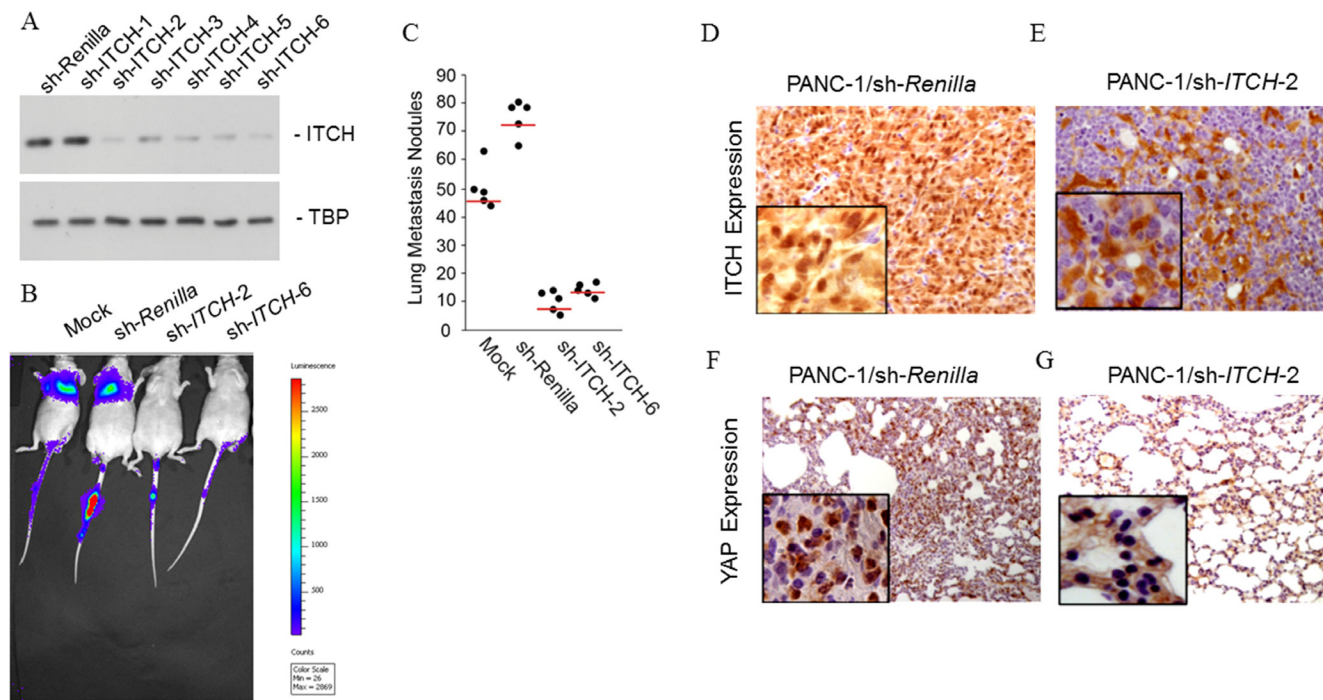 A
sh-Renilla
sh-ITCH-1
sh-ITCH-2
sh-ITCH-3
sh-ITCH-4
sh-ITCH-5
sh-ITCH-6
- ITCH
- TBP
B
Mock
sh-Renilla
sh-ITCH-2
sh-ITCH-6
Luminescence
2500
2000
1500
1000
500
Counts
Color Scale
Min = 26
Max = 2869
C
Lung Metastasis Nodules
90
80
70
60
50
40
30
20
10
0
Mock
sh-Renilla
sh-ITCH-2
sh-ITCH-6
D
PANC-1/sh-Renilla
E
PANC-1/sh-ITCH-2
ITCH Expression
F
PANC-1/sh-Renilla
G
PANC-1/sh-ITCH-2
YAP Expression